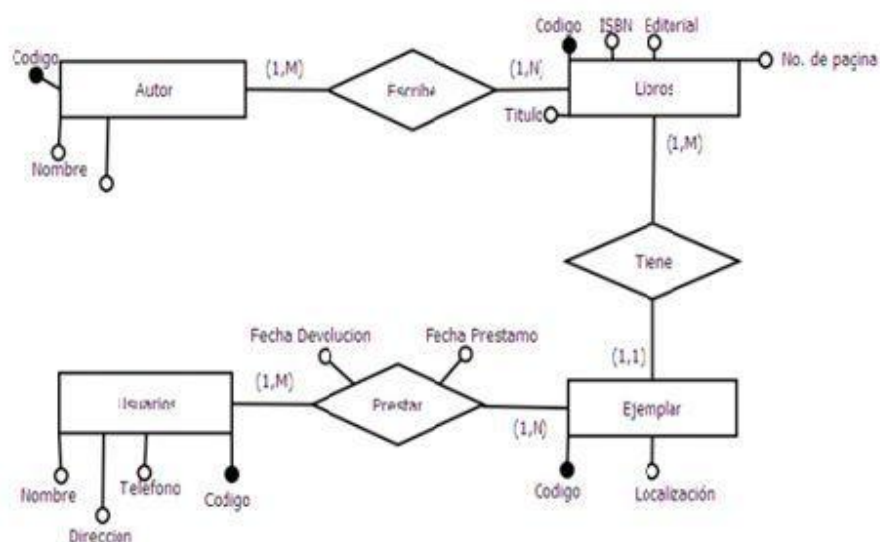 Codigo ISBN Editorial
Codigo (1,M) (1,N) No. de pagina
Autor Escribe Libros
Titulo
Nombre (1,M)
Tiene
Fecha Devolucion Fecha Prestamo
(1,M) (1,1)
Usuarios Prestar Ejemplar
(1,N)
Nombre Telefono Codigo Codigo Localización
Direccion